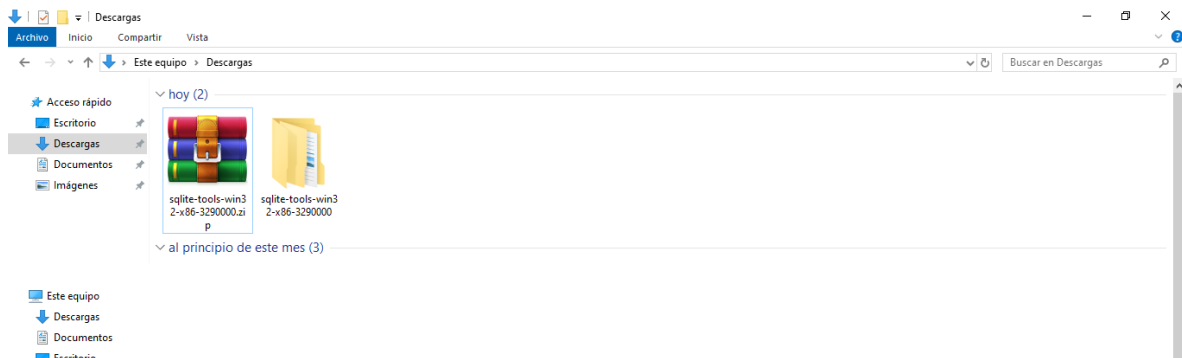 Descargas
Archivo Inicio Compartir Vista
Este equipo Descargas Buscar en Descargas
hoy (2)
Acceso rápido
Escritorio
Descargas
Documentos
Imágenes
sqlite-tools-win3
2-x86-3290000.zi
p
sqlite-tools-win3
2-x86-3290000
al principio de este mes (3)
Este equipo
Descargas
Documentos
Escritorio